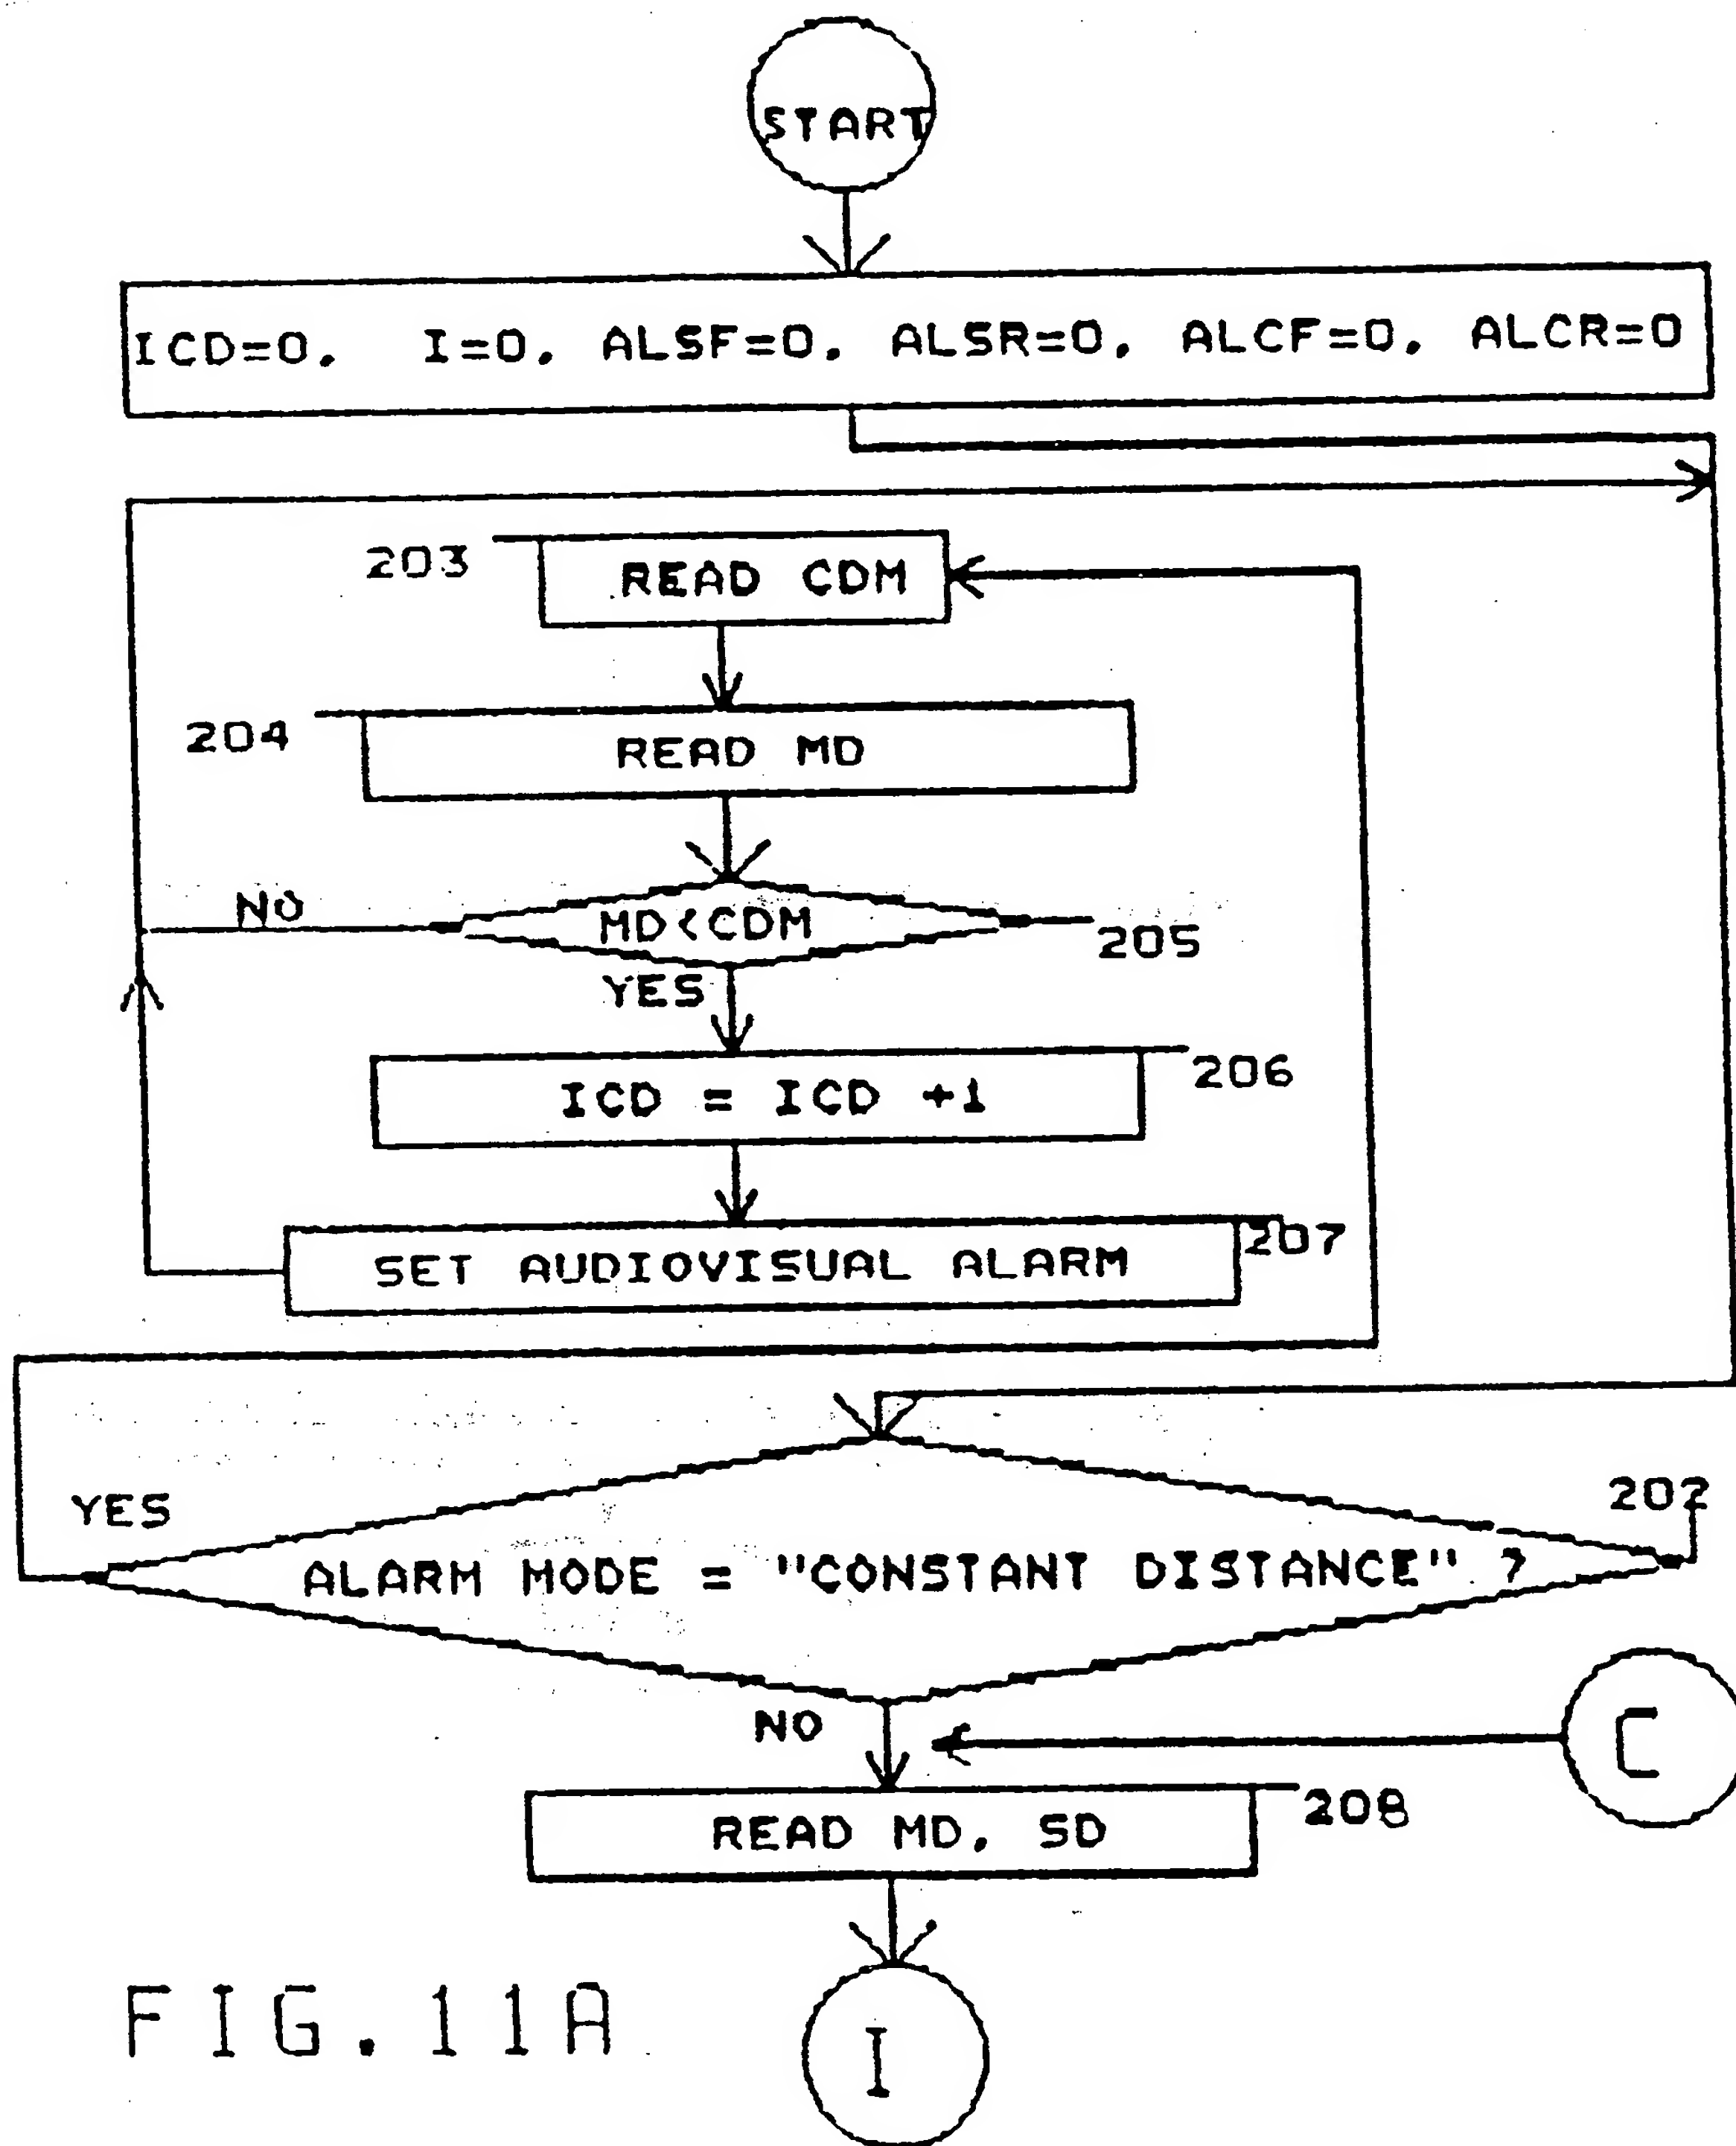 START
ICD=0, I=0, ALSF=0, ALSR=0, ALCF=0, ALCR=0
203
READ CDM
204
READ MD
NO
MD<CDM
205
YES
ICD = ICD +1
206
SET AUDIOVISUAL ALARM
207
YES
202
ALARM MODE = "CONSTANT DISTANCE" ?
NO
C
READ MD, SD
208
FIG.11A
I